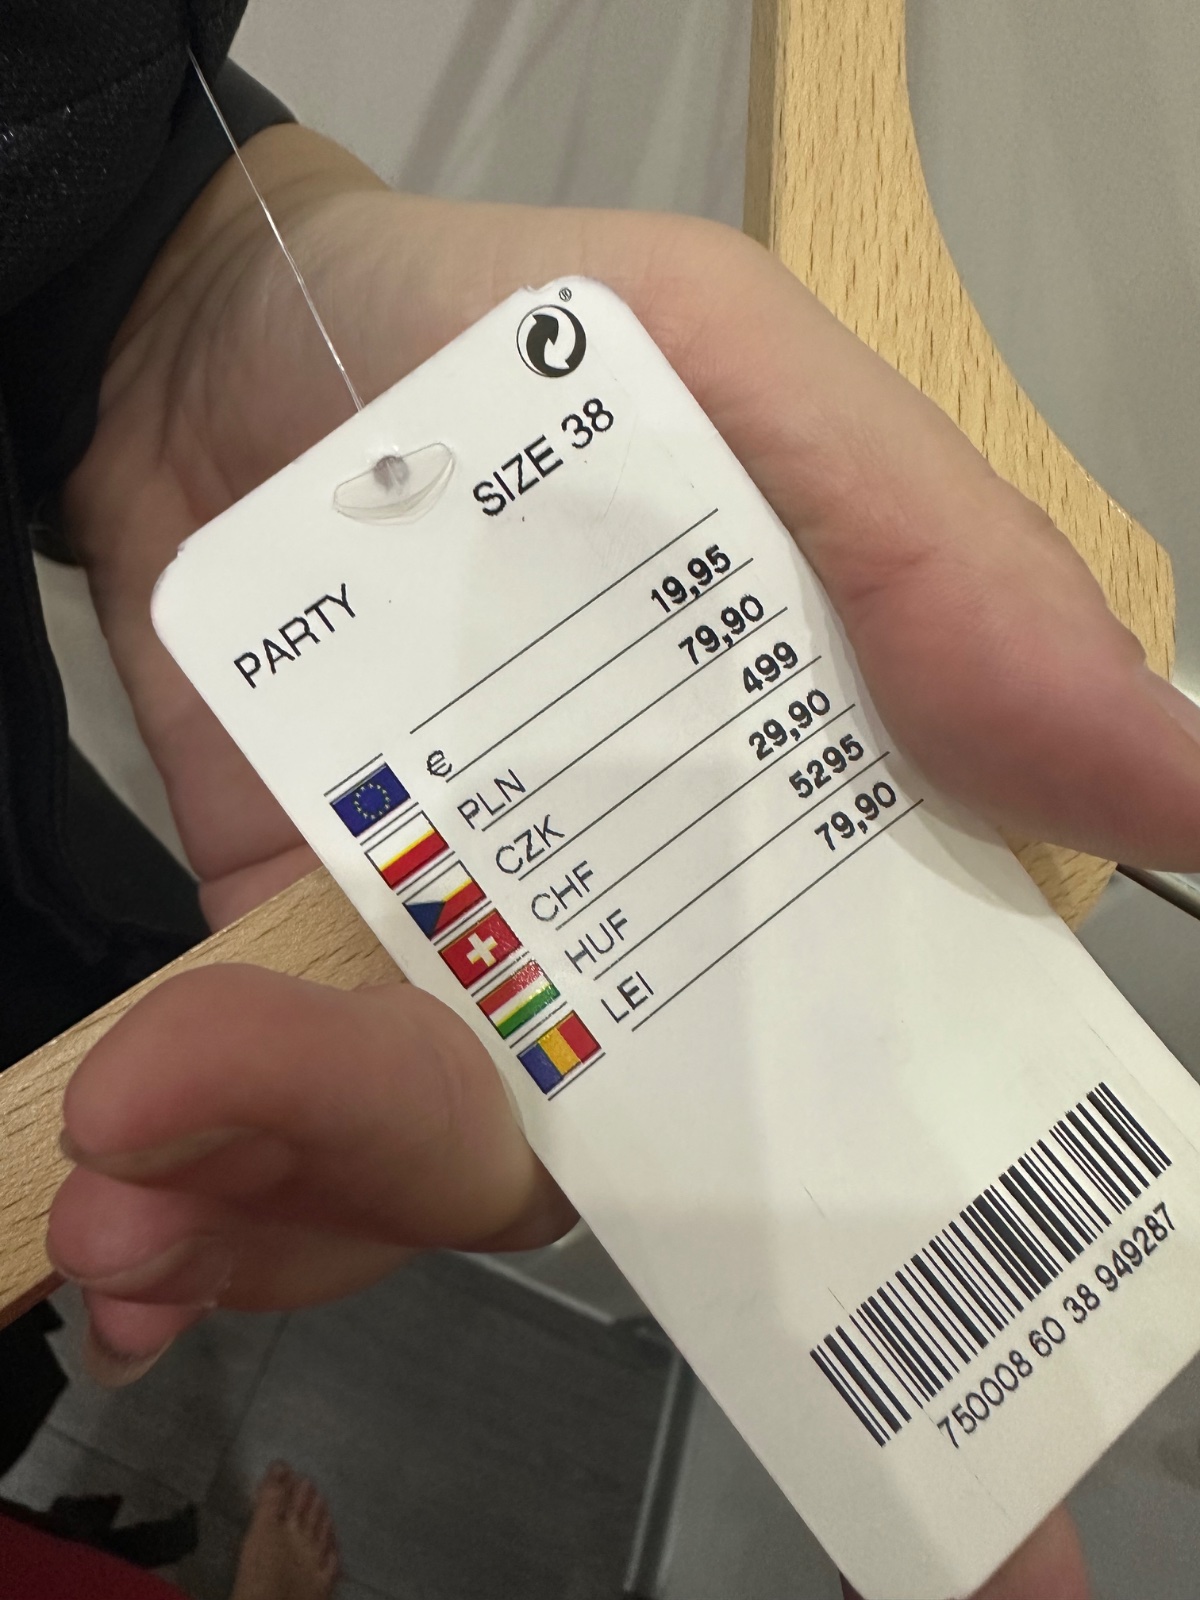 ®
SIZE 38
PARTY
€ 19,95
PLN 79,90
CZK 499
CHF 29,90
HUF 5295
LEI 79,90
750008 60 38 949287